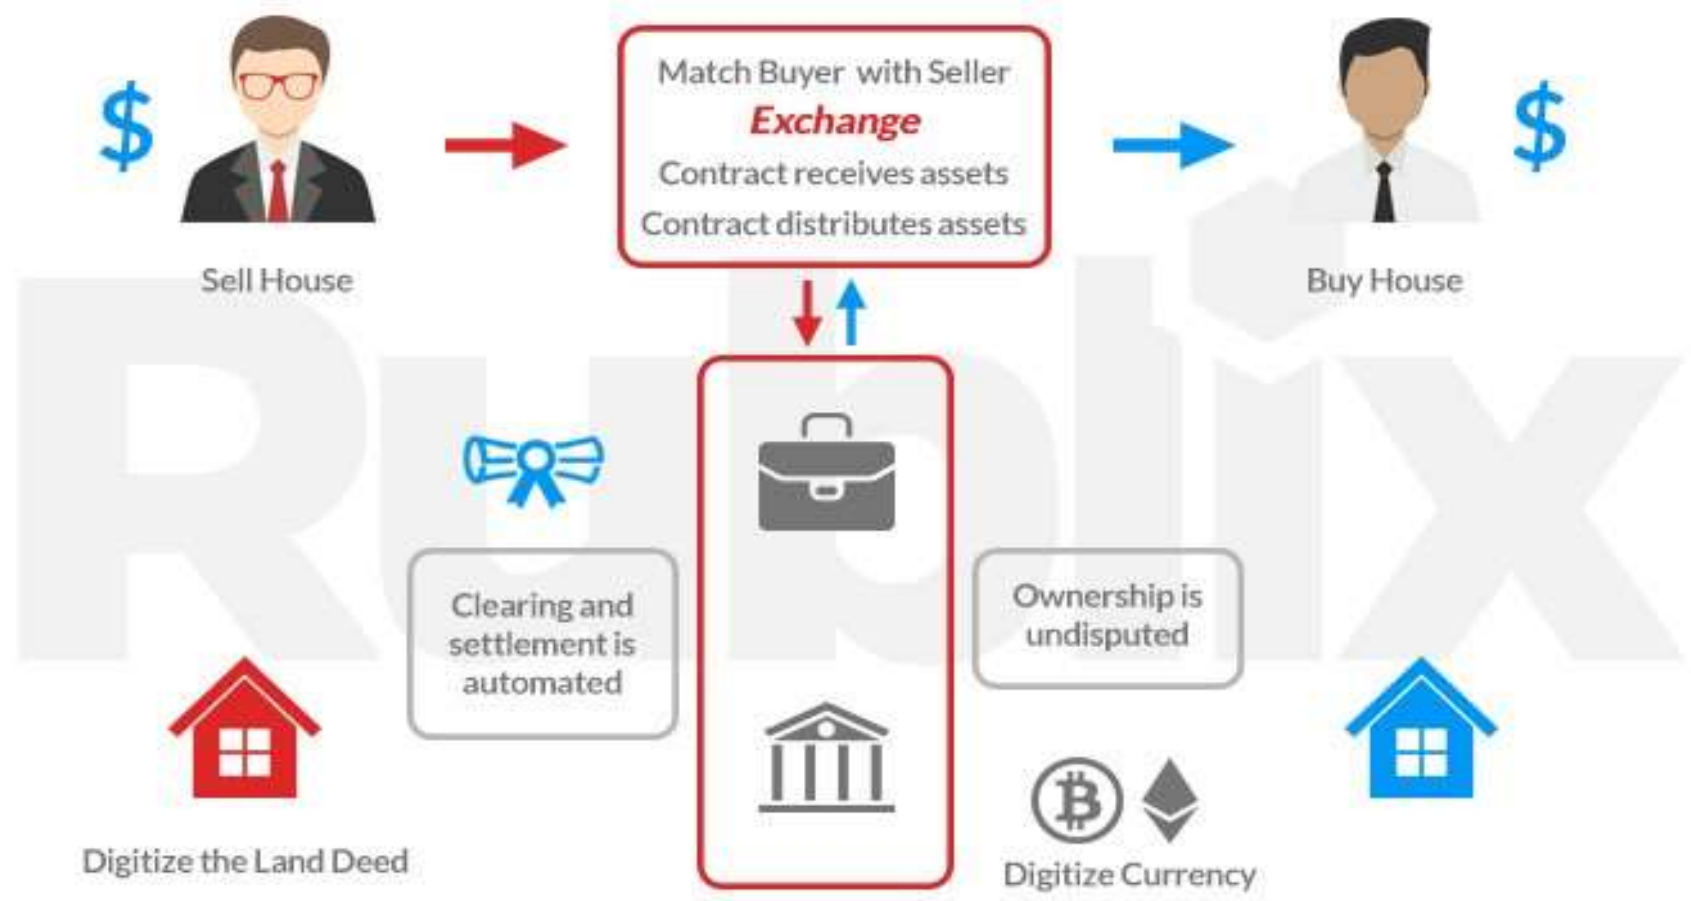 $
$
Match Buyer with Seller
Exchange
Contract receives assets
Contract distributes assets
Sell House
Buy House
Rublix
Clearing and
settlement is
automated
Ownership is
undisputed
Digitize the Land Deed
Digitize Currency